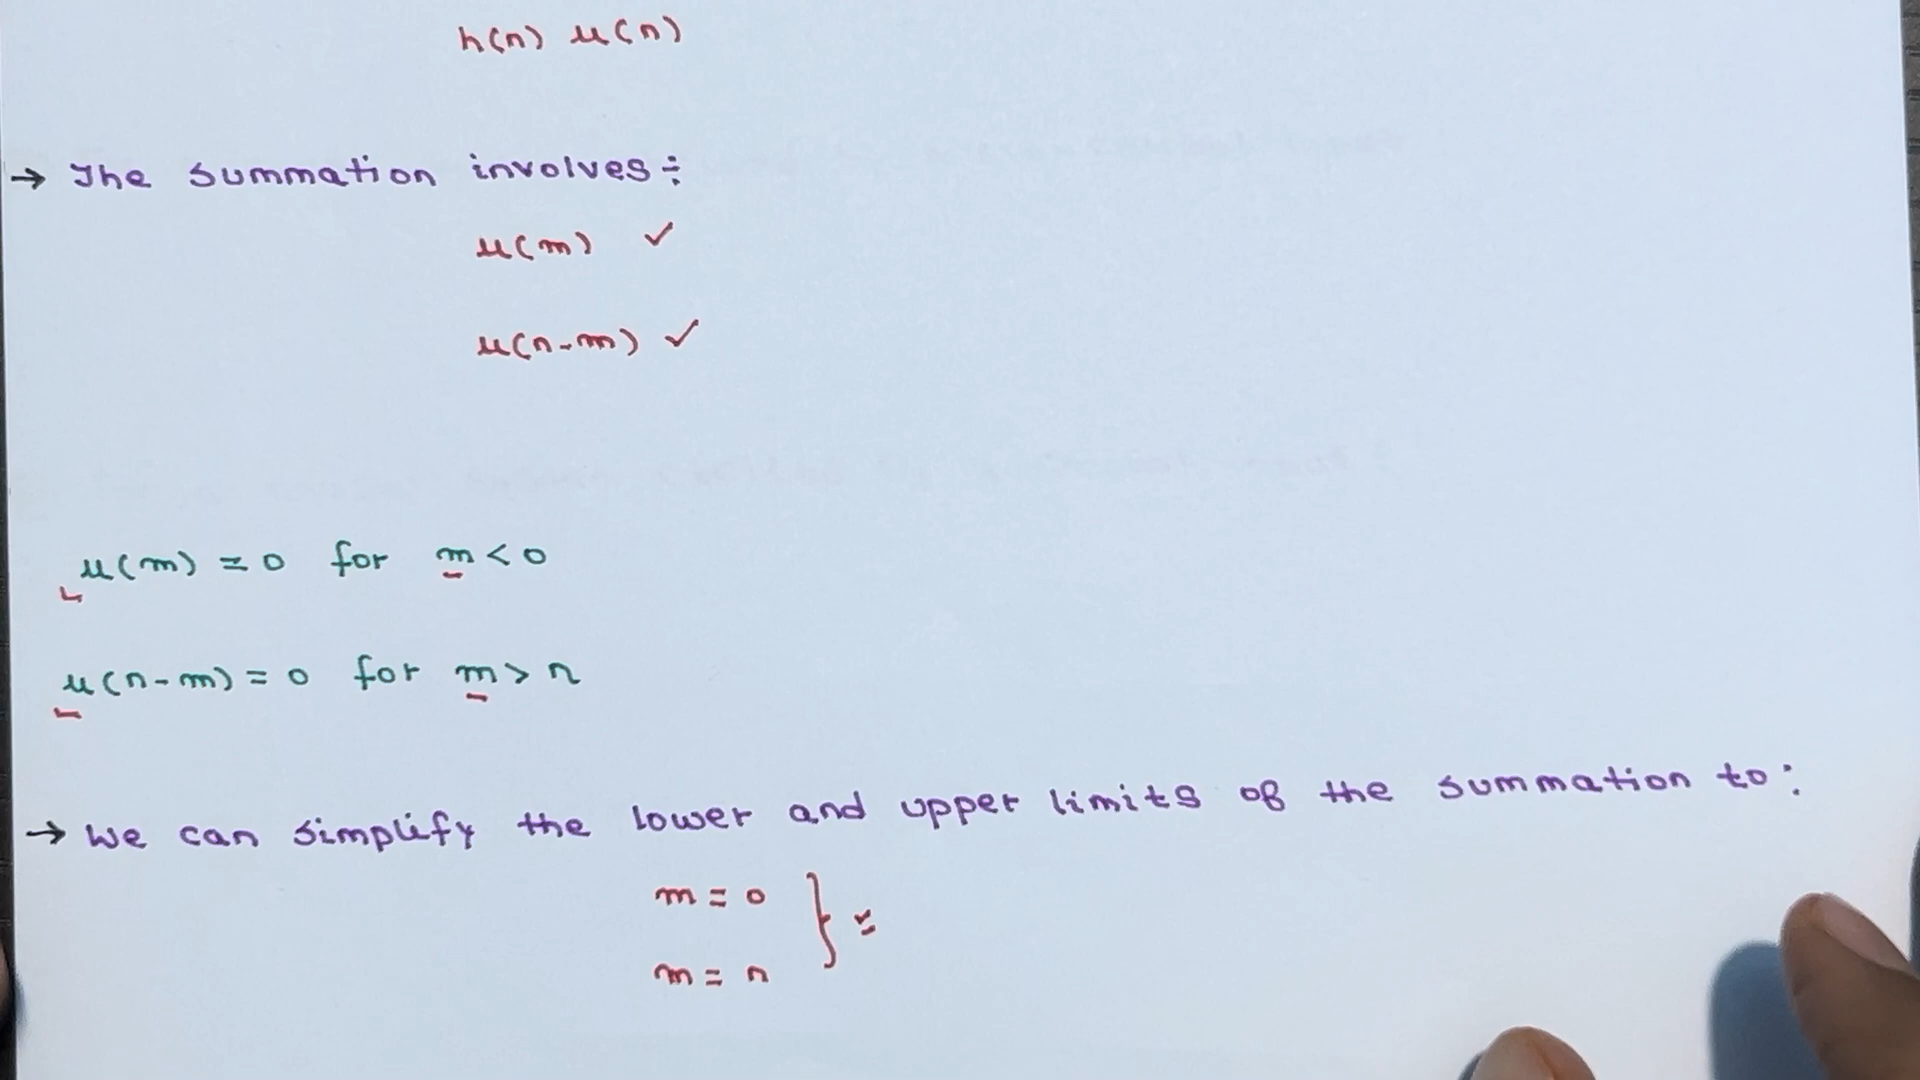 h(n) u(n)
→ The summation involves:
u(m) ✓
u(n-m) ✓
u(m) = 0 for m < 0
u(n-m) = 0 for m > n
→ We can simplify the lower and upper limits of the summation to:
m = 0
m = n